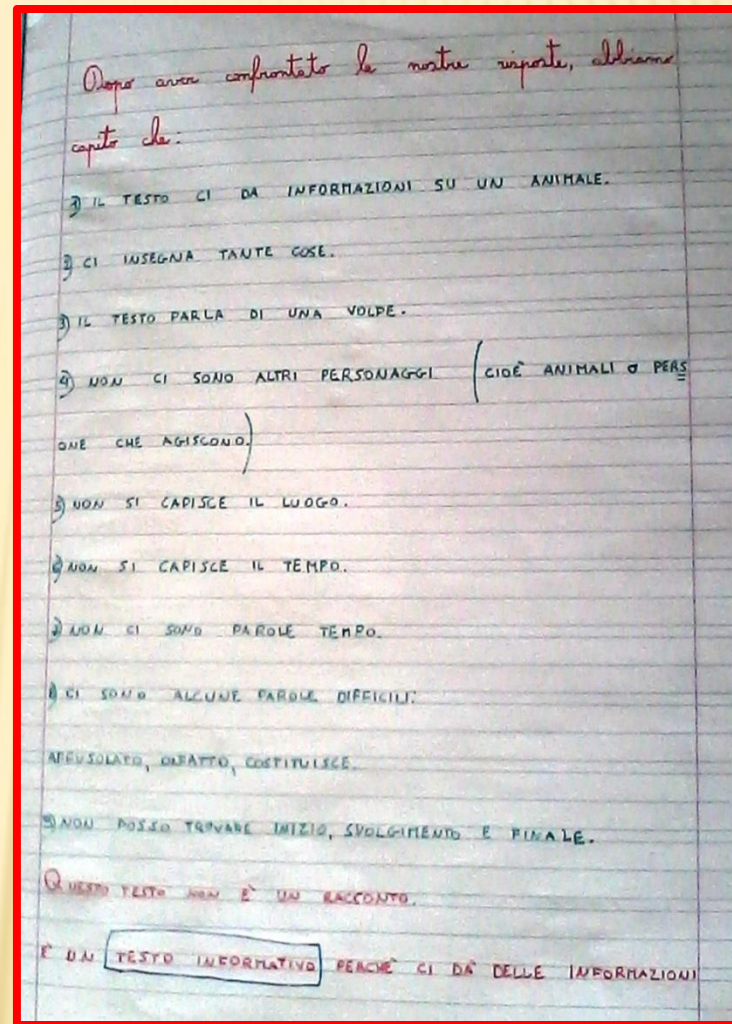 Dopo aver confrontato le nostre risposte, abbiamo
capito che:
1) IL TESTO CI DA INFORMAZIONI SU UN ANIMALE.
2) CI INSEGNA TANTE COSE.
3) IL TESTO PARLA DI UNA VOLPE.
4) NON CI SONO ALTRI PERSONAGGI (CIOÈ ANIMALI O PERS
ONE CHE AGISCONO.)
5) NON SI CAPISCE IL LUOGO.
6) NON SI CAPISCE IL TEMPO.
7) NON CI SONO PAROLE TEMPO.
8) CI SONO ALCUNE PAROLE DIFFICILI:
AFFUSOLATO, OLFATTO, COSTITUISCE.
9) NON POSSO TROVARE INIZIO, SVOLGIMENTO E FINALE.
QUESTO TESTO NON È UN RACCONTO.
È UN TESTO INFORMATIVO PERCHÈ CI DÀ DELLE INFORMAZIONI